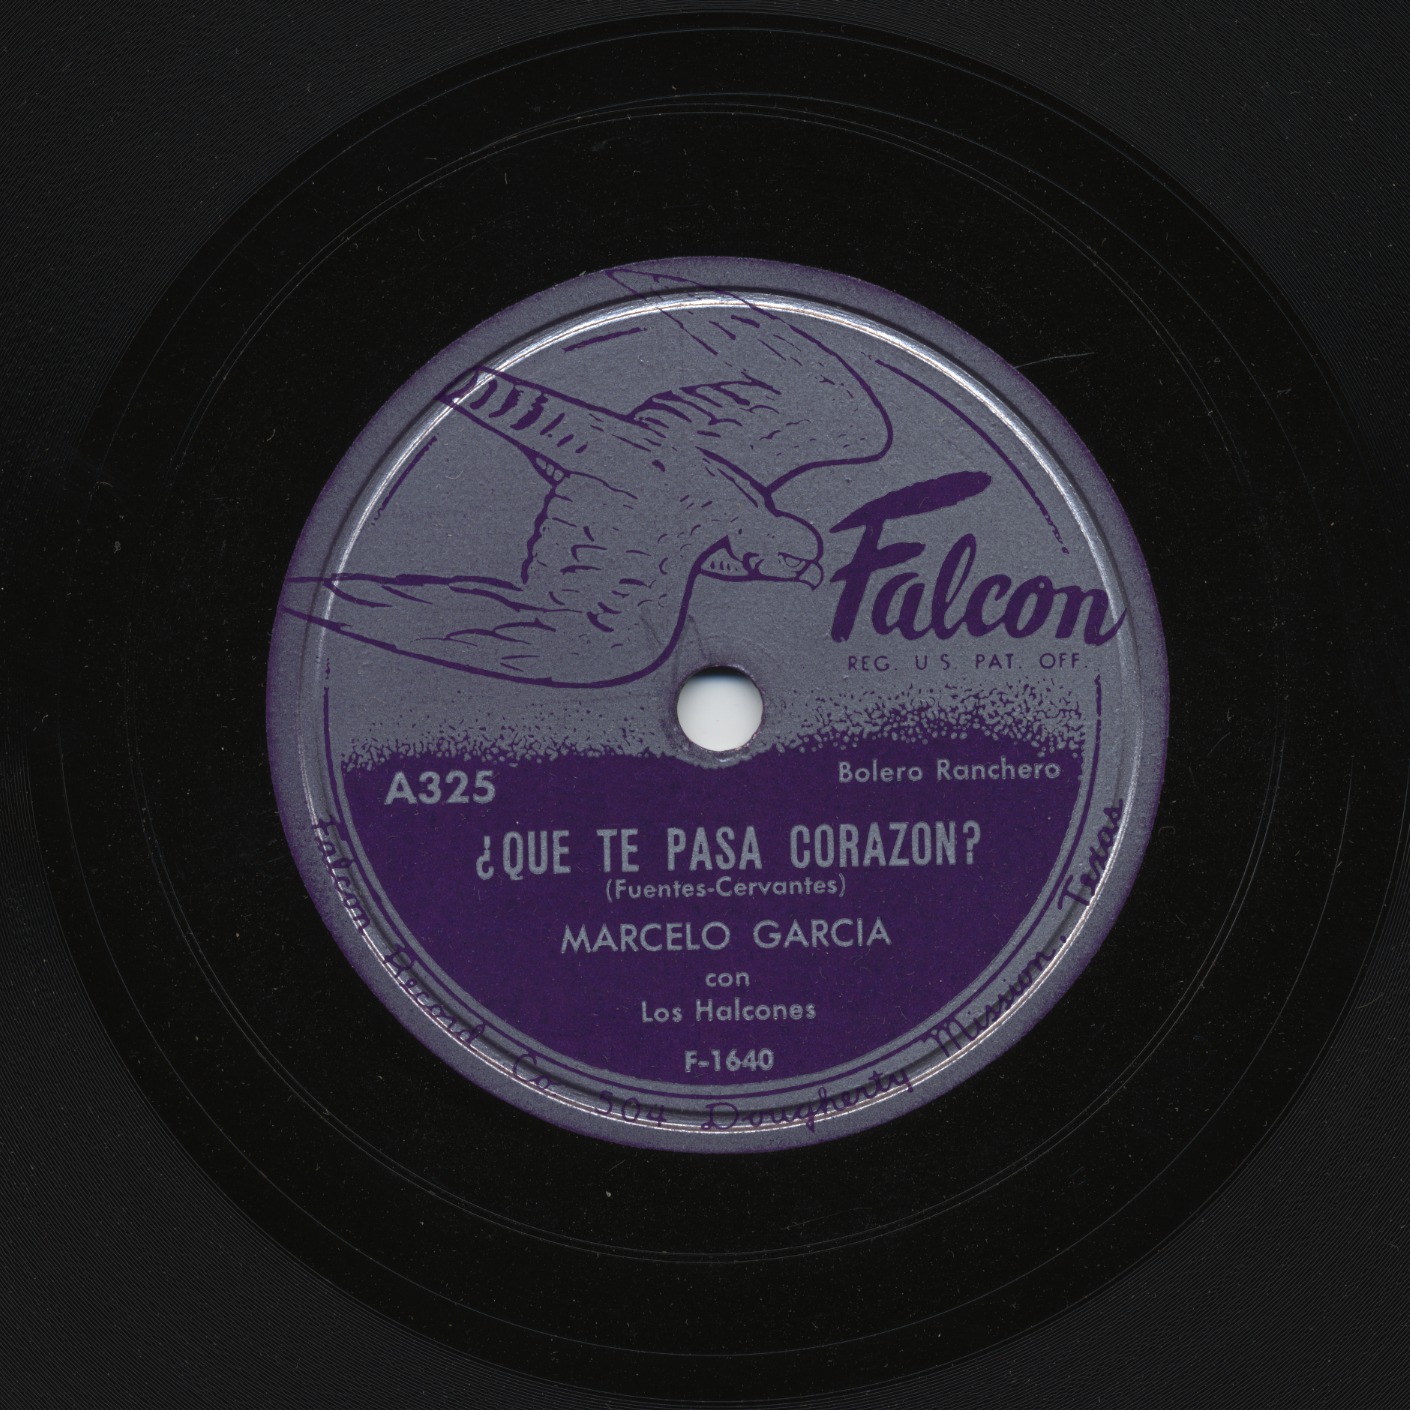 Falcon
REG. U S. PAT. OFF.
A325
Bolero Ranchero
¿QUE TE PASA CORAZON?
(Fuentes-Cervantes)
MARCELO GARCIA
con
Los Halcones
F-1640
Falcon Record Co 504 Dougherty Mission, Texas